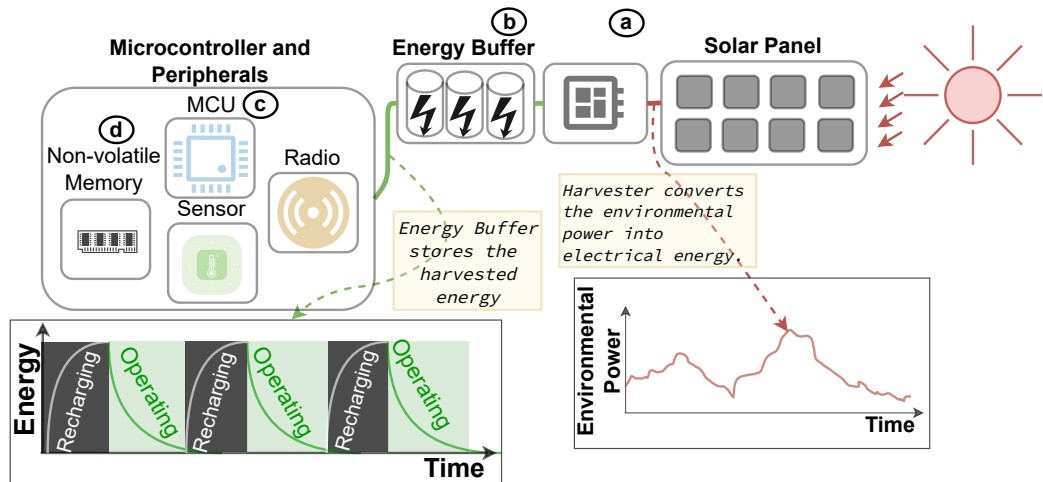 b
a
Microcontroller and
Peripherals
Energy Buffer
Solar Panel
MCU
c
d
Non-volatile
Memory
Radio
Sensor
Energy Buffer
stores the
harvested
energy
Harvester converts
the environmental
power into
electrical energy.
Energy
Recharging
Operating
Recharging
Operating
Recharging
Operating
Time
Environmental
Power
Time